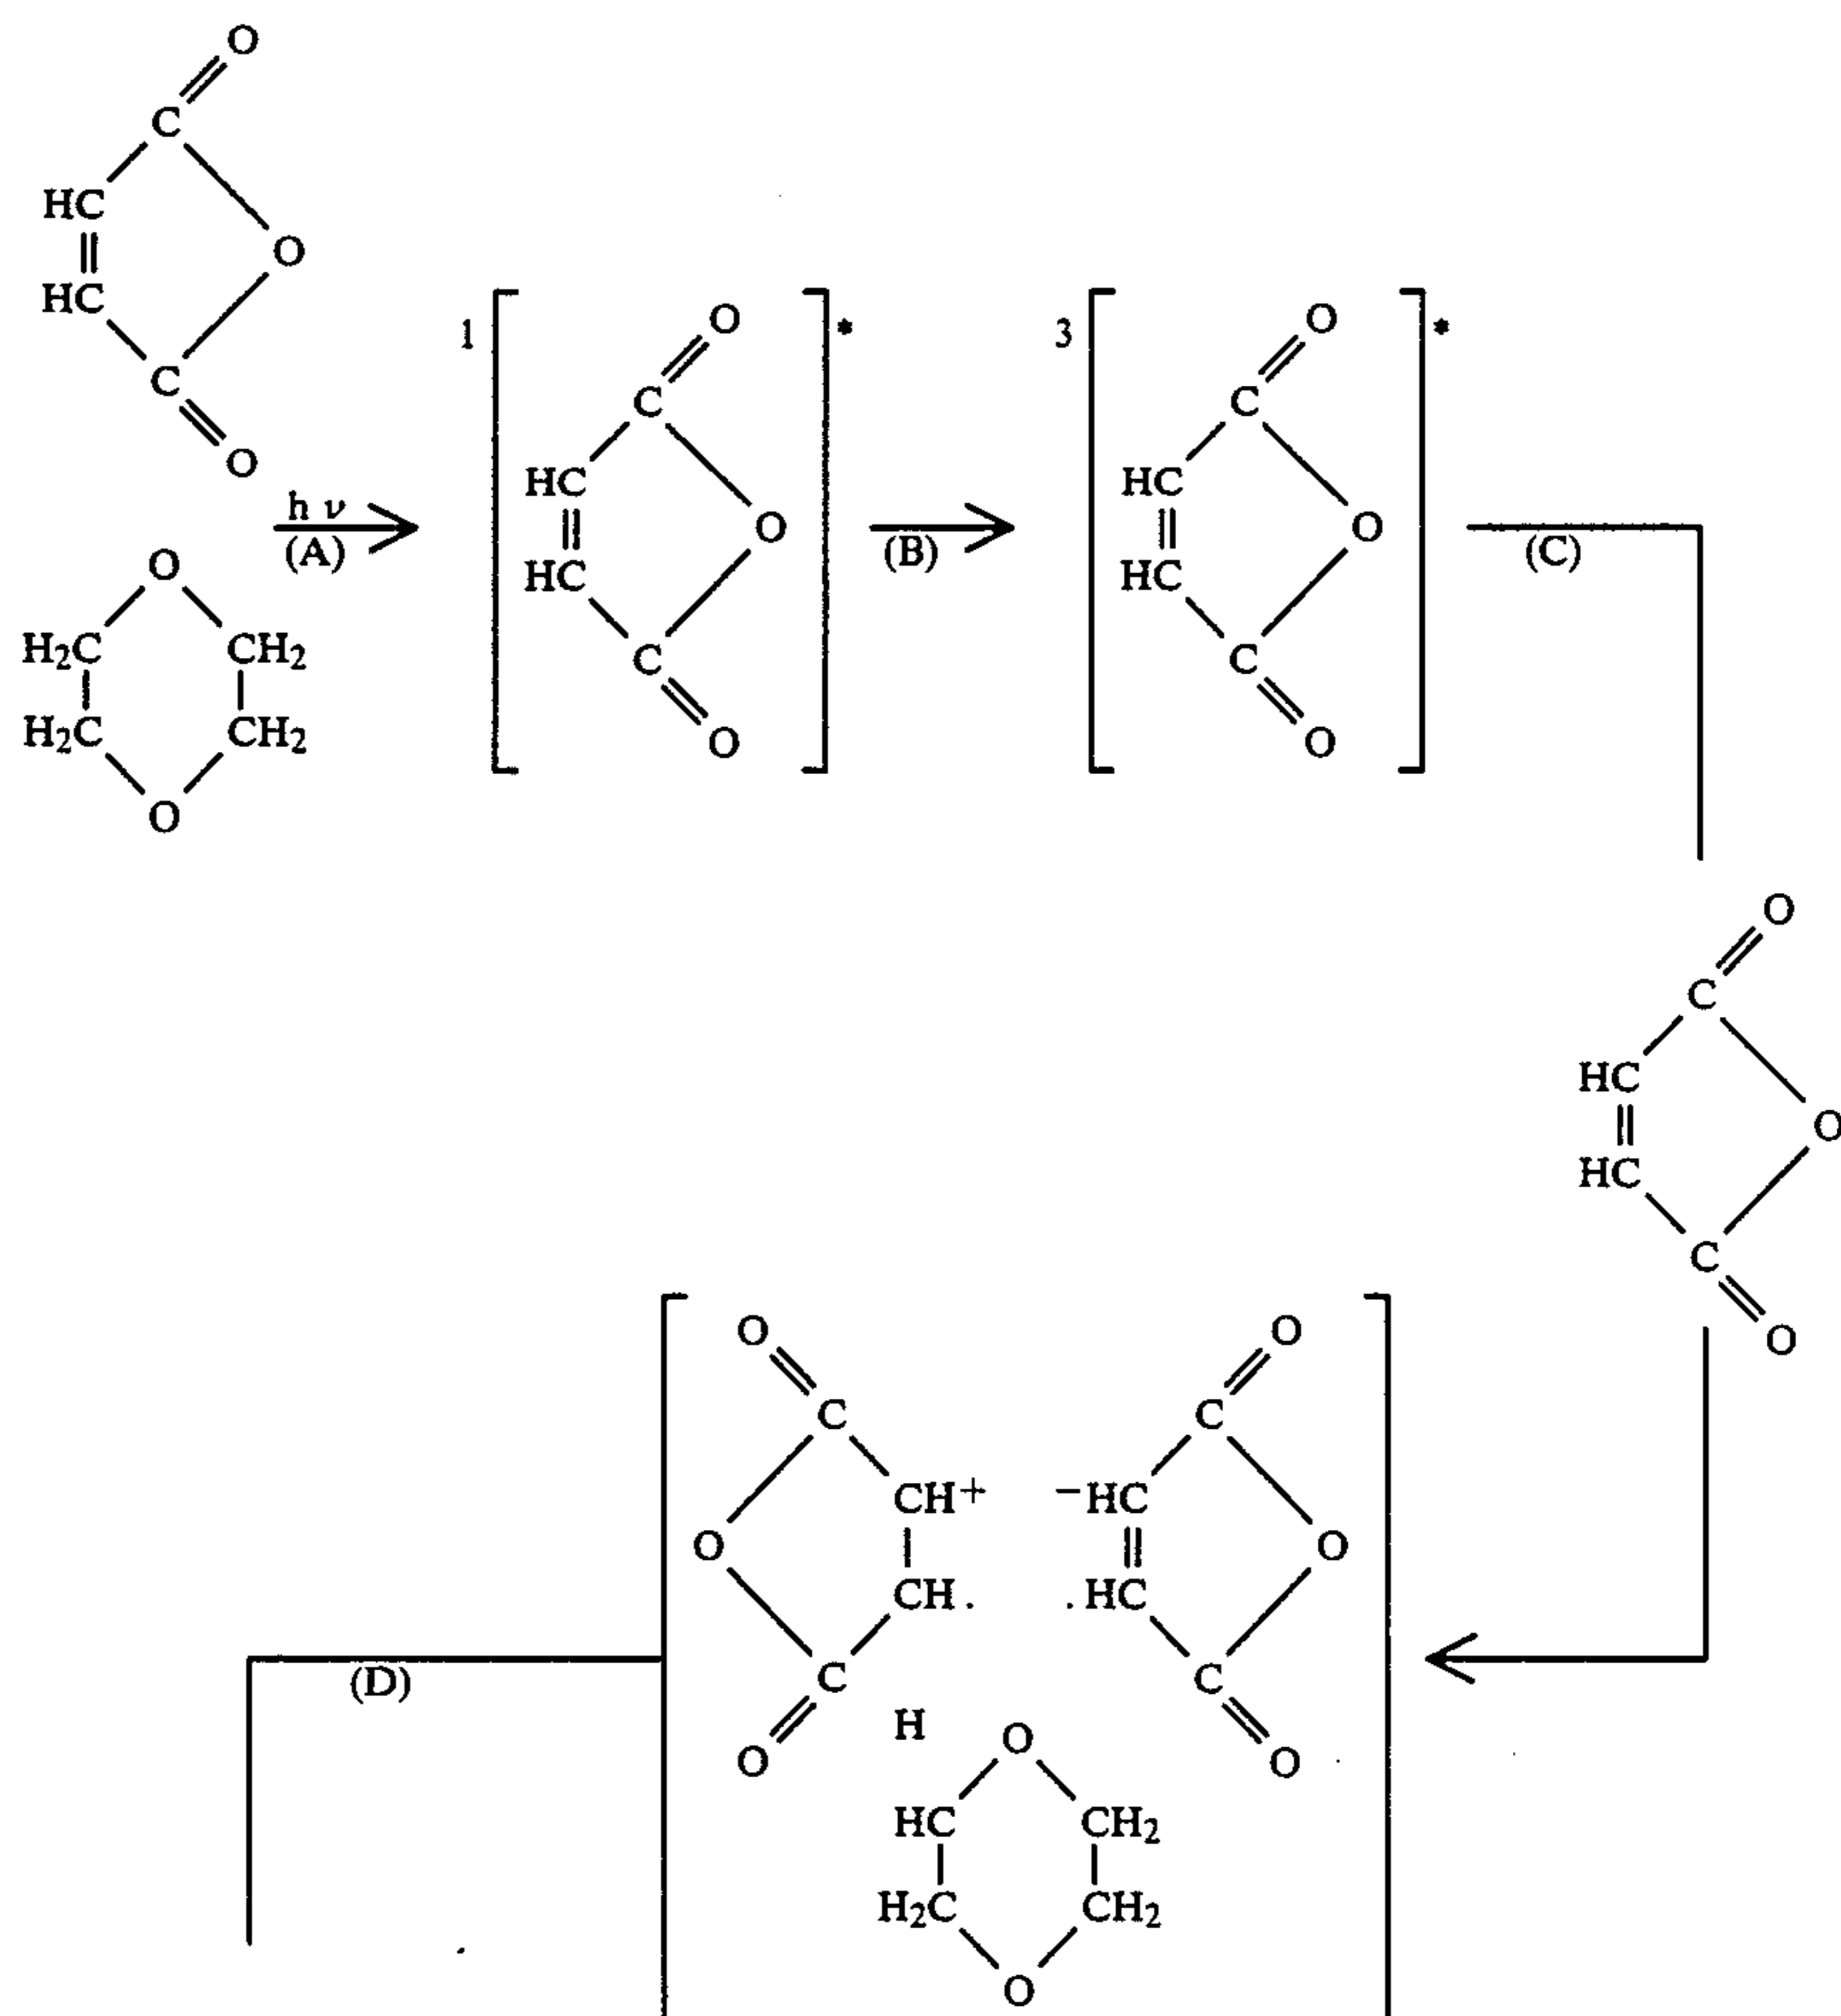 O
C
HC
O
HC
C
O
O
H₂C CH₂
H₂C CH₂
O
h ν
(A)
1 [ ] *
O
C
HC
O
HC
C
O
(B)
3 [ ] *
O
C
HC
O
HC
C
O
(C)
O
C
HC
O
HC
C
O
O O
C C
CH+ −HC
O O
CH. .HC
C C
O O
H
O
HC CH₂
H₂C CH₂
O
(D)